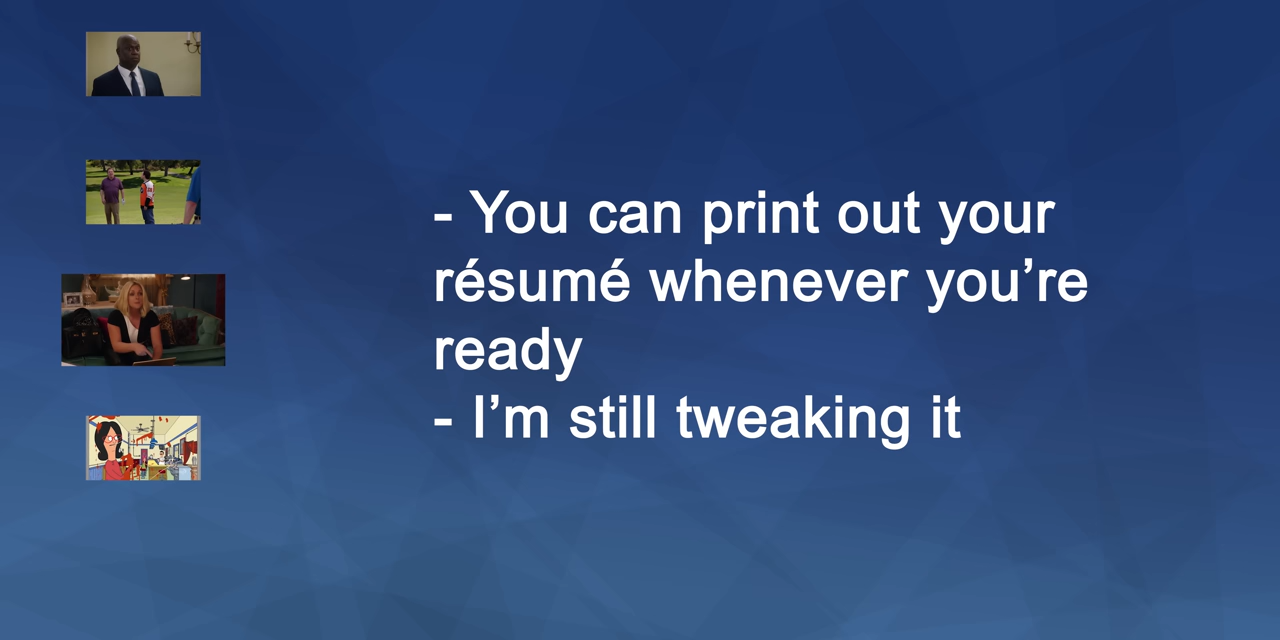 - You can print out your
résumé whenever you’re
ready
- I’m still tweaking it